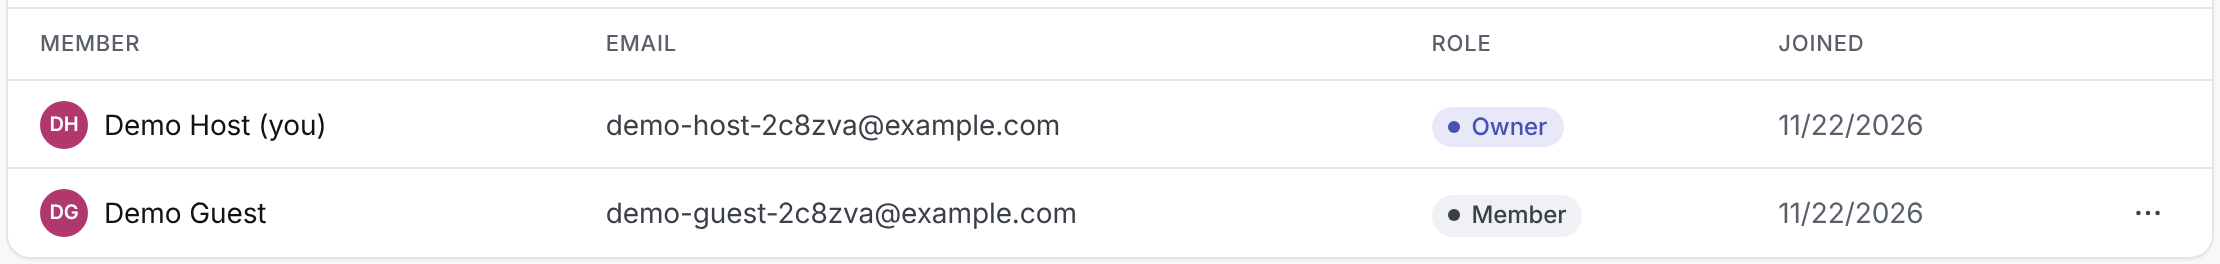 MEMBER EMAIL ROLE JOINED
DH Demo Host (you) demo-host-2c8zva@example.com Owner 11/22/2026
DG Demo Guest demo-guest-2c8zva@example.com Member 11/22/2026